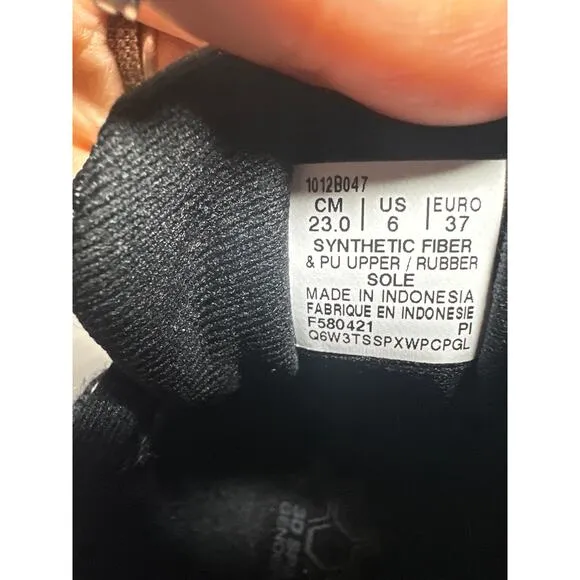 1012B047
CM | US | EURO
23.0 | 6 | 37
SYNTHETIC FIBER
& PU UPPER / RUBBER
SOLE
MADE IN INDONESIA
FABRIQUE EN INDONESIE
F580421 PI
Q6W3TSSPXWPCPGL
3D